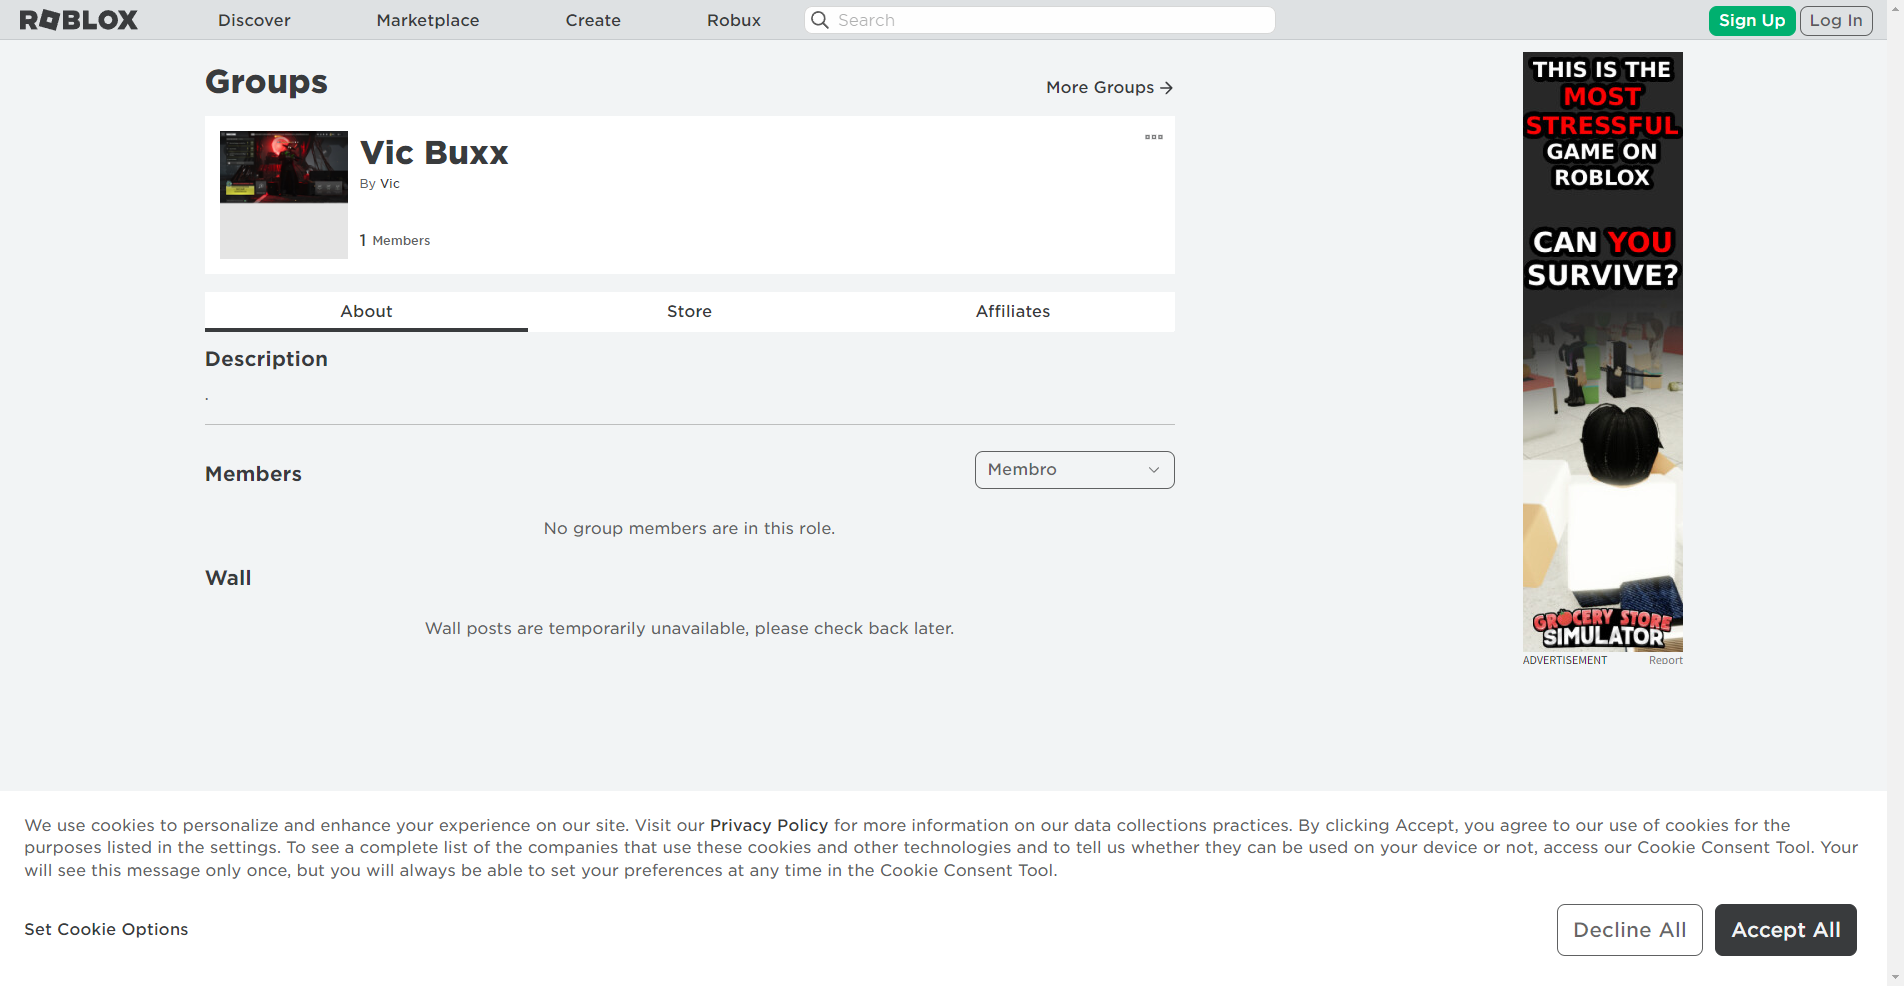 ROBLOX
Discover
Marketplace
Create
Robux
Search
Sign Up
Log In
Groups
More Groups →
Vic Buxx
By Vic
1 Members
About
Store
Affiliates
Description
.
Members
Membro
No group members are in this role.
Wall
Wall posts are temporarily unavailable, please check back later.
THIS IS THE
MOST
STRESSFUL
GAME ON
ROBLOX
CAN YOU
SURVIVE?
GROCERY STORE
SIMULATOR
ADVERTISEMENT
Report
We use cookies to personalize and enhance your experience on our site. Visit our Privacy Policy for more information on our data collections practices. By clicking Accept, you agree to our use of cookies for the
purposes listed in the settings. To see a complete list of the companies that use these cookies and other technologies and to tell us whether they can be used on your device or not, access our Cookie Consent Tool. Your
will see this message only once, but you will always be able to set your preferences at any time in the Cookie Consent Tool.
Set Cookie Options
Decline All
Accept All